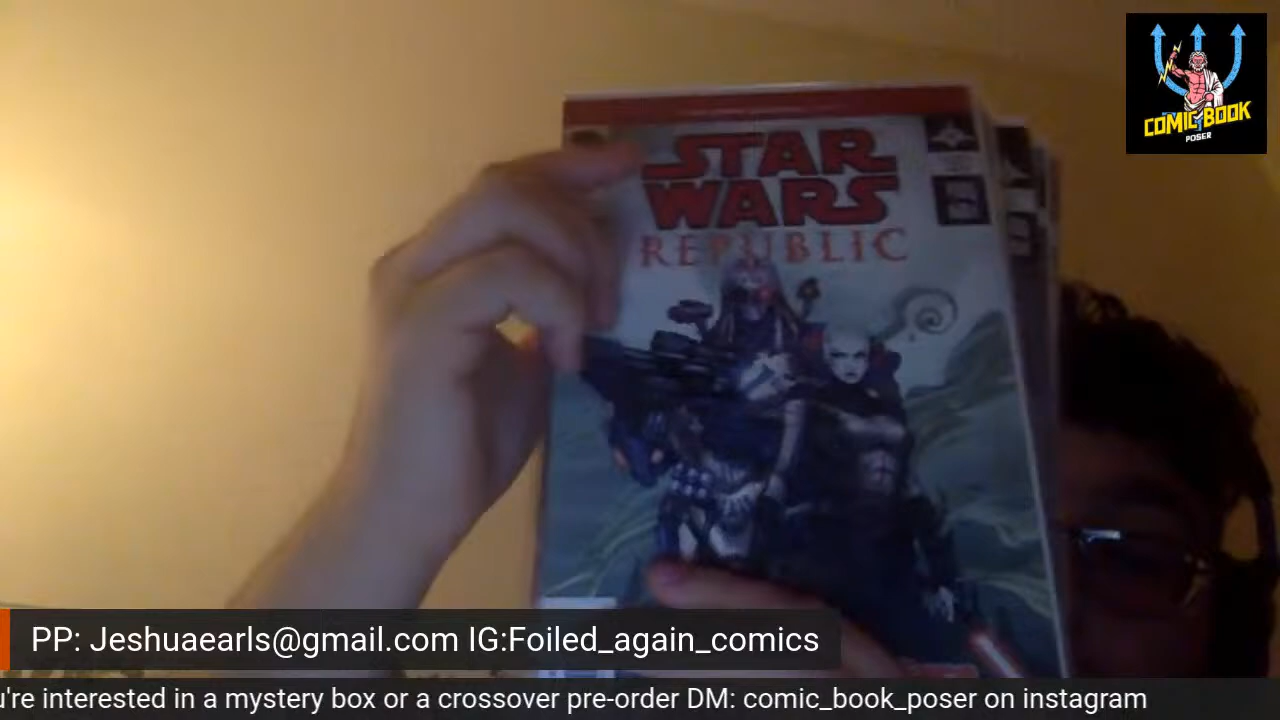 COMIC BOOK
POSER
STAR
WARS
REPUBLIC
PP: Jeshuaearls@gmail.com IG:Foiled_again_comics
u're interested in a mystery box or a crossover pre-order DM: comic_book_poser on instagram